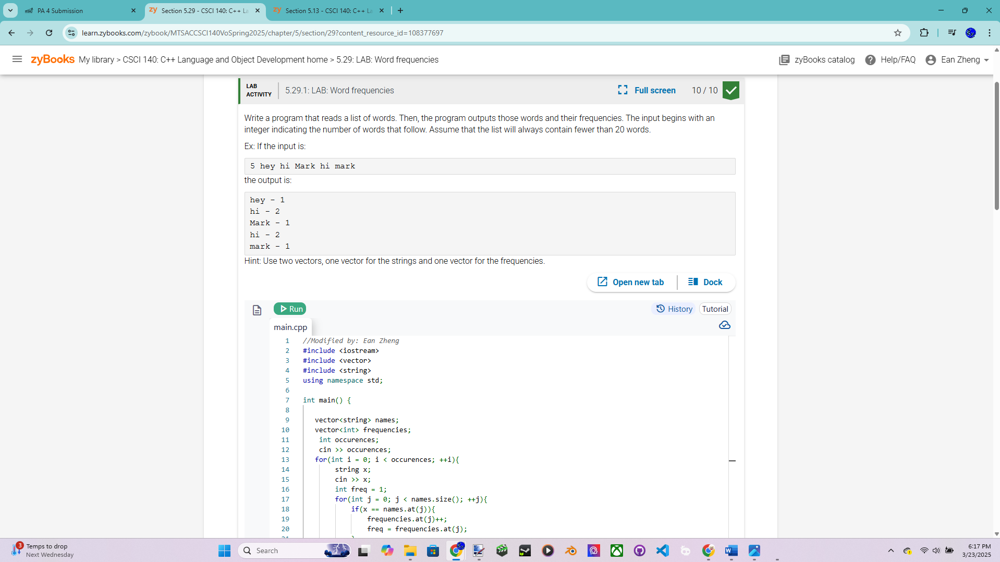 PA 4 Submission
zy Section 5.29 - CSCI 140: C++ La
zy Section 5.13 - CSCI 140: C++ La
learn.zybooks.com/zybook/MTSACCSCI140VoSpring2025/chapter/5/section/29?content_resource_id=108377697
zyBooks My library > CSCI 140: C++ Language and Object Development home > 5.29: LAB: Word frequencies
zyBooks catalog
Help/FAQ
Ean Zheng
LAB
ACTIVITY
5.29.1: LAB: Word frequencies
Full screen
10 / 10
Write a program that reads a list of words. Then, the program outputs those words and their frequencies. The input begins with an
integer indicating the number of words that follow. Assume that the list will always contain fewer than 20 words.
Ex: If the input is:
5 hey hi Mark hi mark
the output is:
hey - 1
hi - 2
Mark - 1
hi - 2
mark - 1
Hint: Use two vectors, one vector for the strings and one vector for the frequencies.
Open new tab
Dock
Run
History
Tutorial
main.cpp
1 //Modified by: Ean Zheng
2 #include <iostream>
3 #include <vector>
4 #include <string>
5 using namespace std;
6
7 int main() {
8
9 vector<string> names;
10 vector<int> frequencies;
11 int occurences;
12 cin >> occurences;
13 for(int i = 0; i < occurences; ++i){
14 string x;
15 cin >> x;
16 int freq = 1;
17 for(int j = 0; j < names.size(); ++j){
18 if(x == names.at(j)){
19 frequencies.at(j)++;
20 freq = frequencies.at(j);
3
Temps to drop
Next Wednesday
Search
6:17 PM
3/23/2025